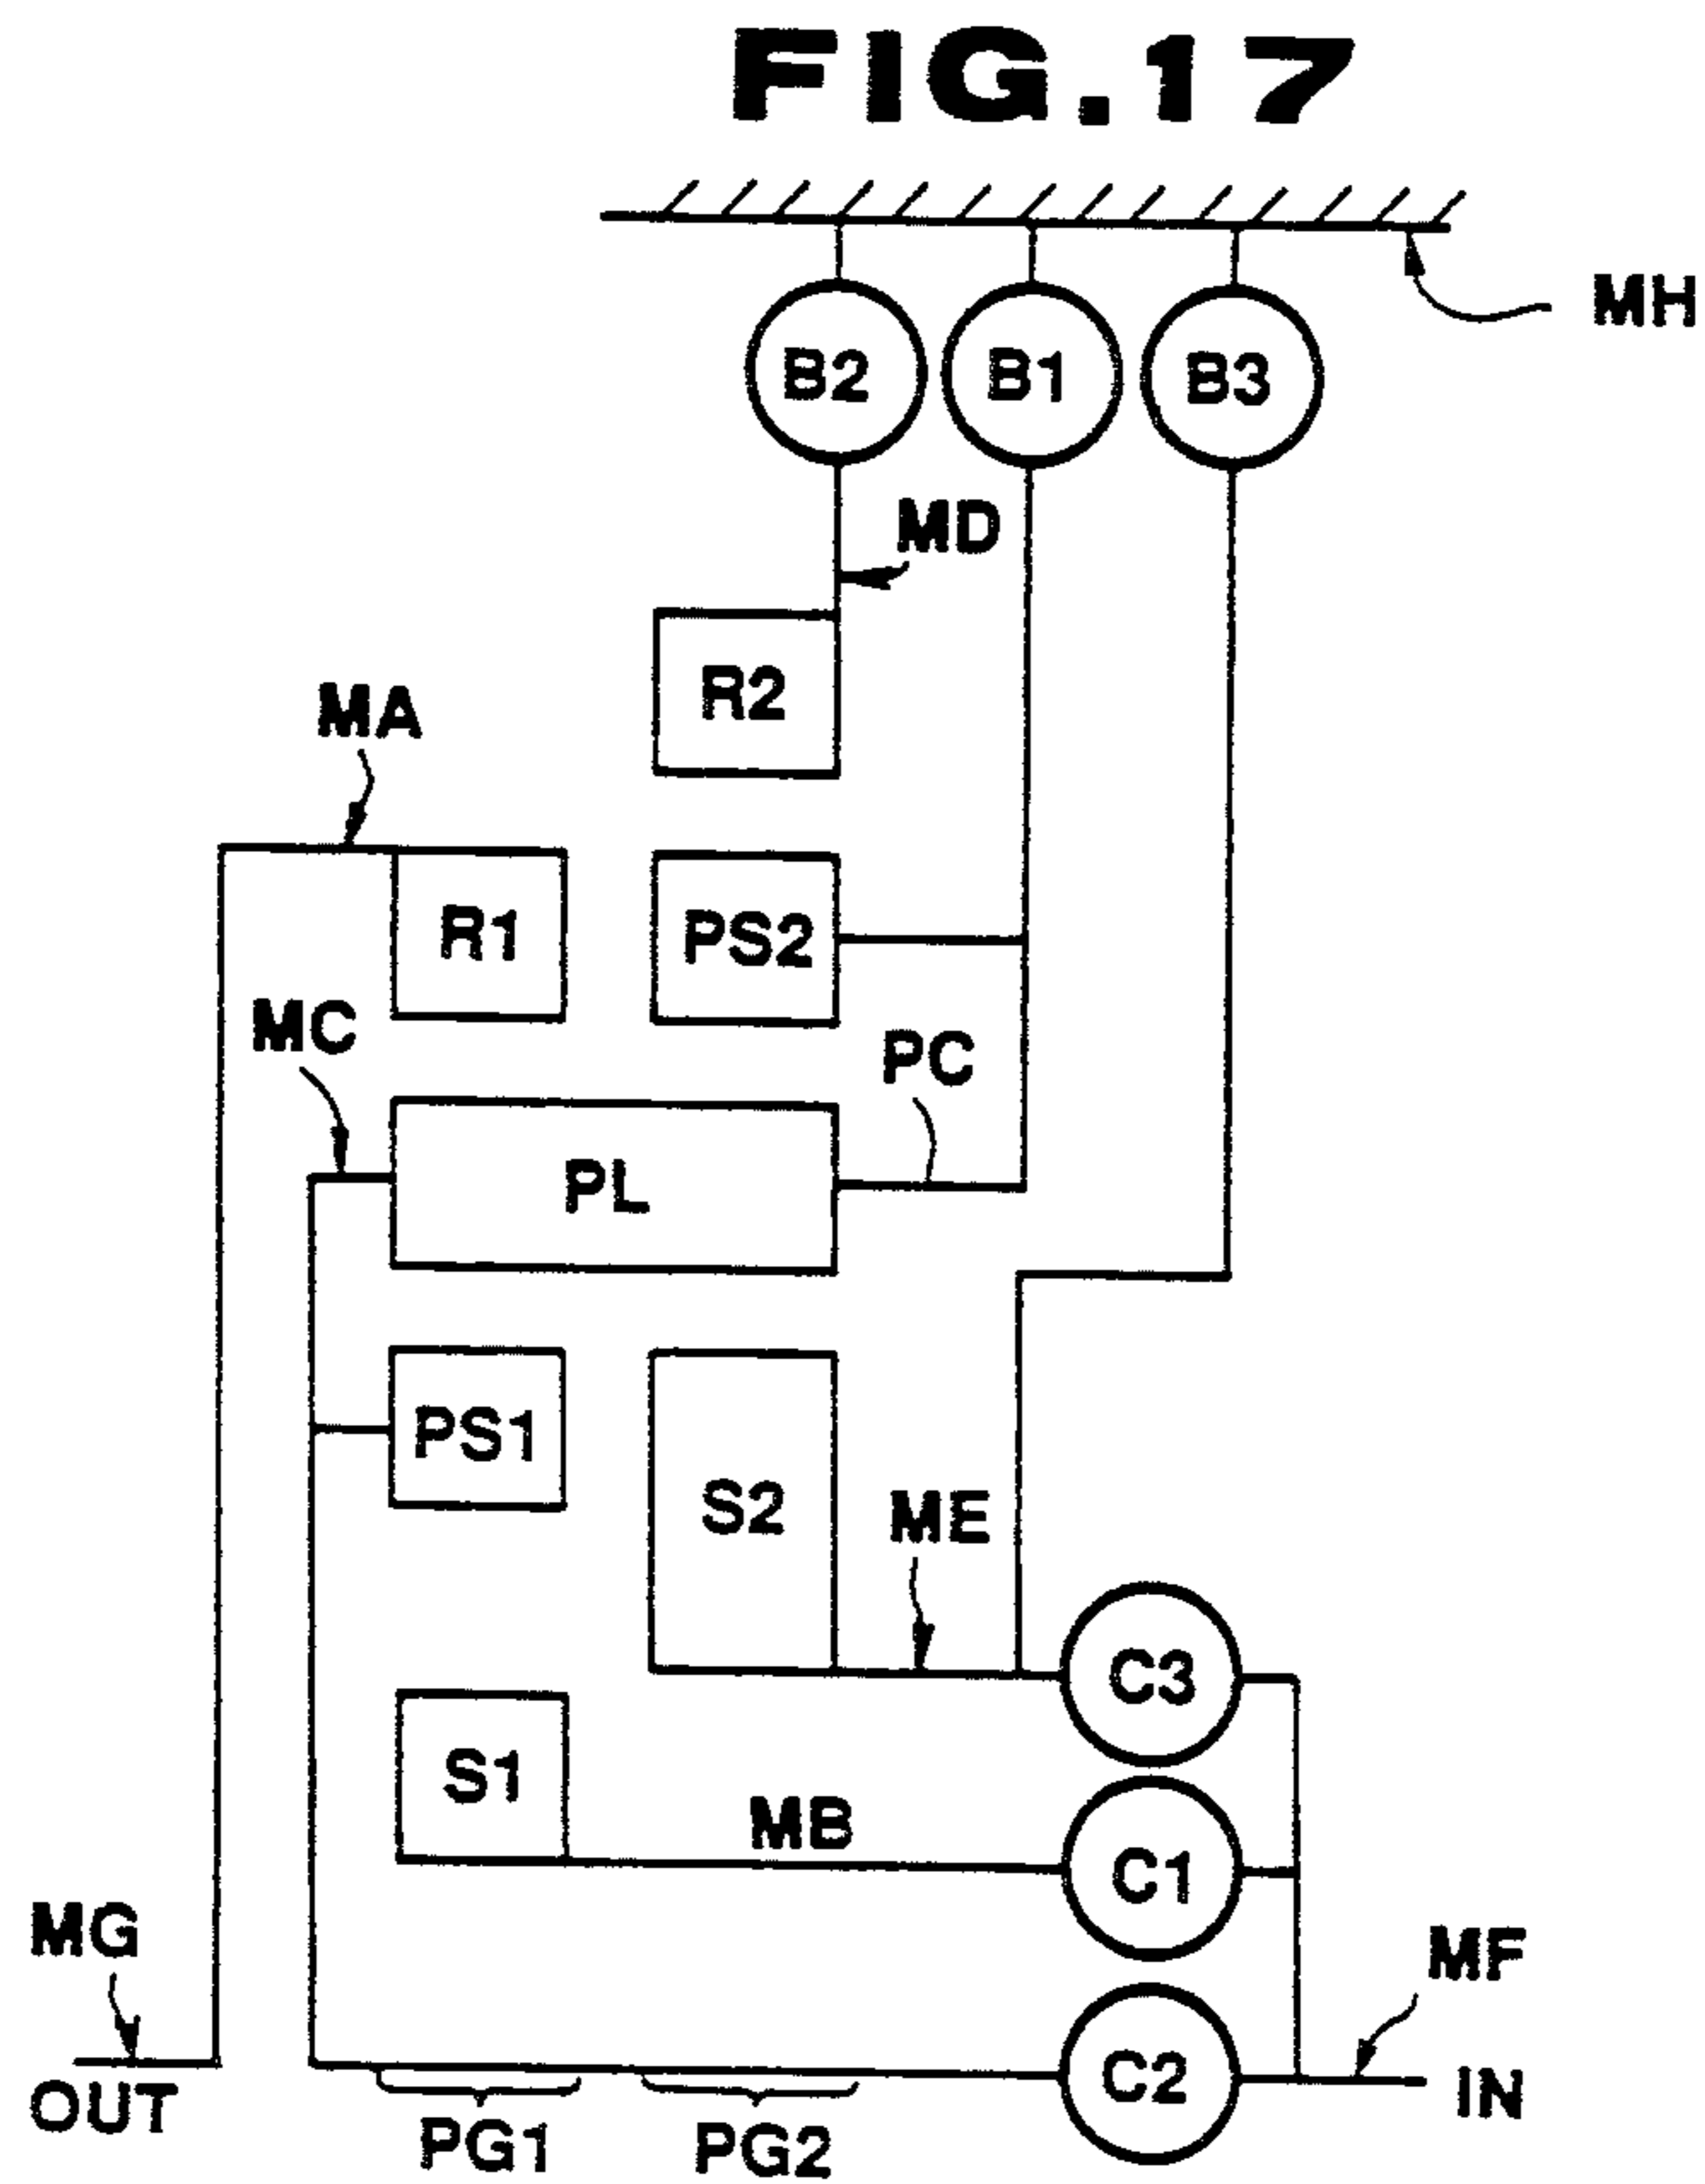 FIG.17
MH
B2 B1 B3
MD
R2
MA
R1 PS2
MC
PC
PL
PS1
S2
ME
C3
S1
MB
C1
MG
MF
C2
OUT
IN
PG1 PG2